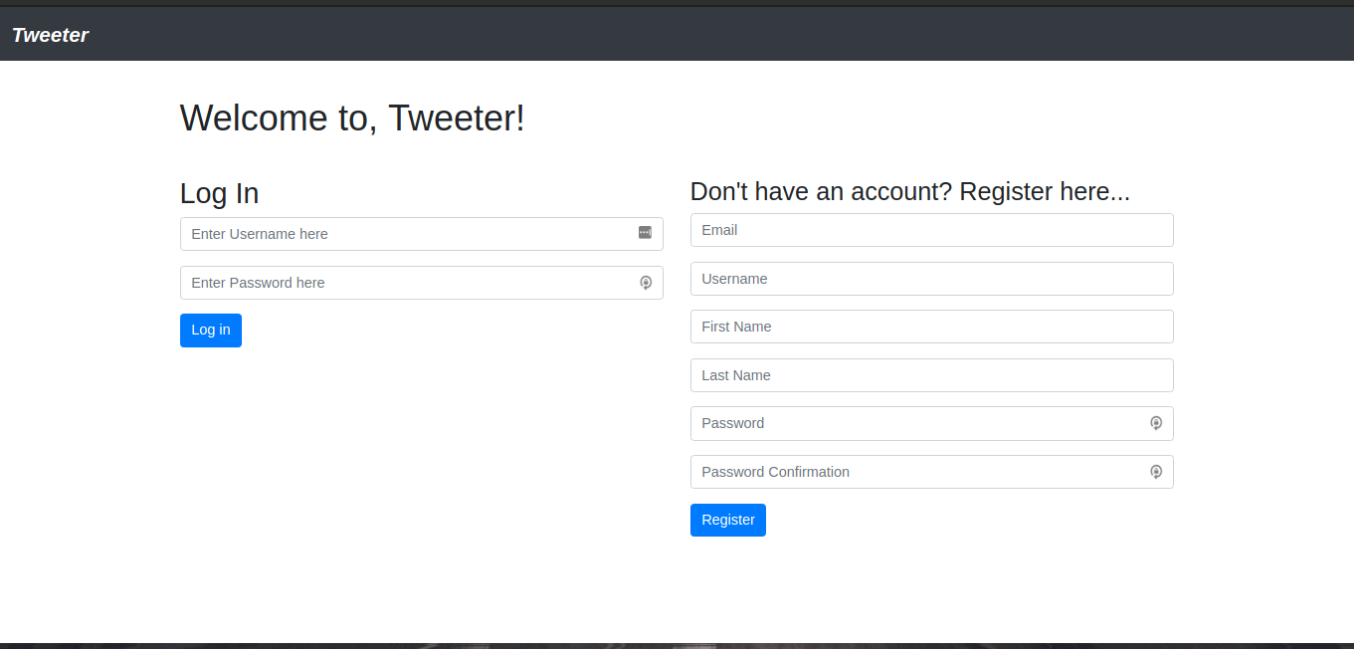 Tweeter
Welcome to, Tweeter!
Log In
Enter Username here
Enter Password here
Log in
Don't have an account? Register here...
Email
Username
First Name
Last Name
Password
Password Confirmation
Register